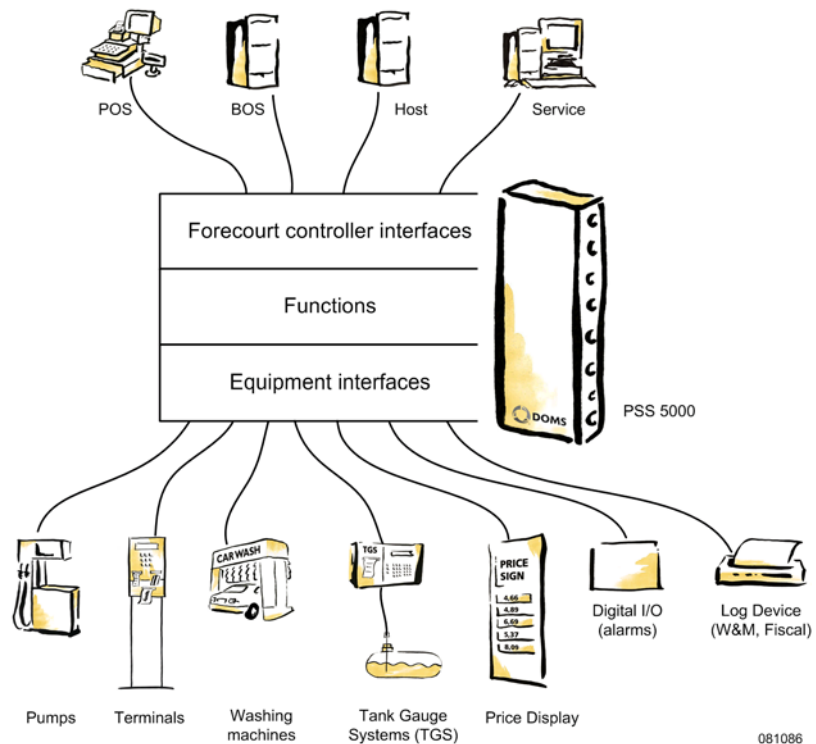 POS
BOS
Host
Service
Forecourt controller interfaces
Functions
Equipment interfaces
DOMS
PSS 5000
CAR WASH
TGS
PRICE
SIGN
4,66
4,89
6,69
5,37
8,09
Digital I/O
(alarms)
Log Device
(W&M, Fiscal)
Pumps
Terminals
Washing
machines
Tank Gauge
Systems (TGS)
Price Display
081086